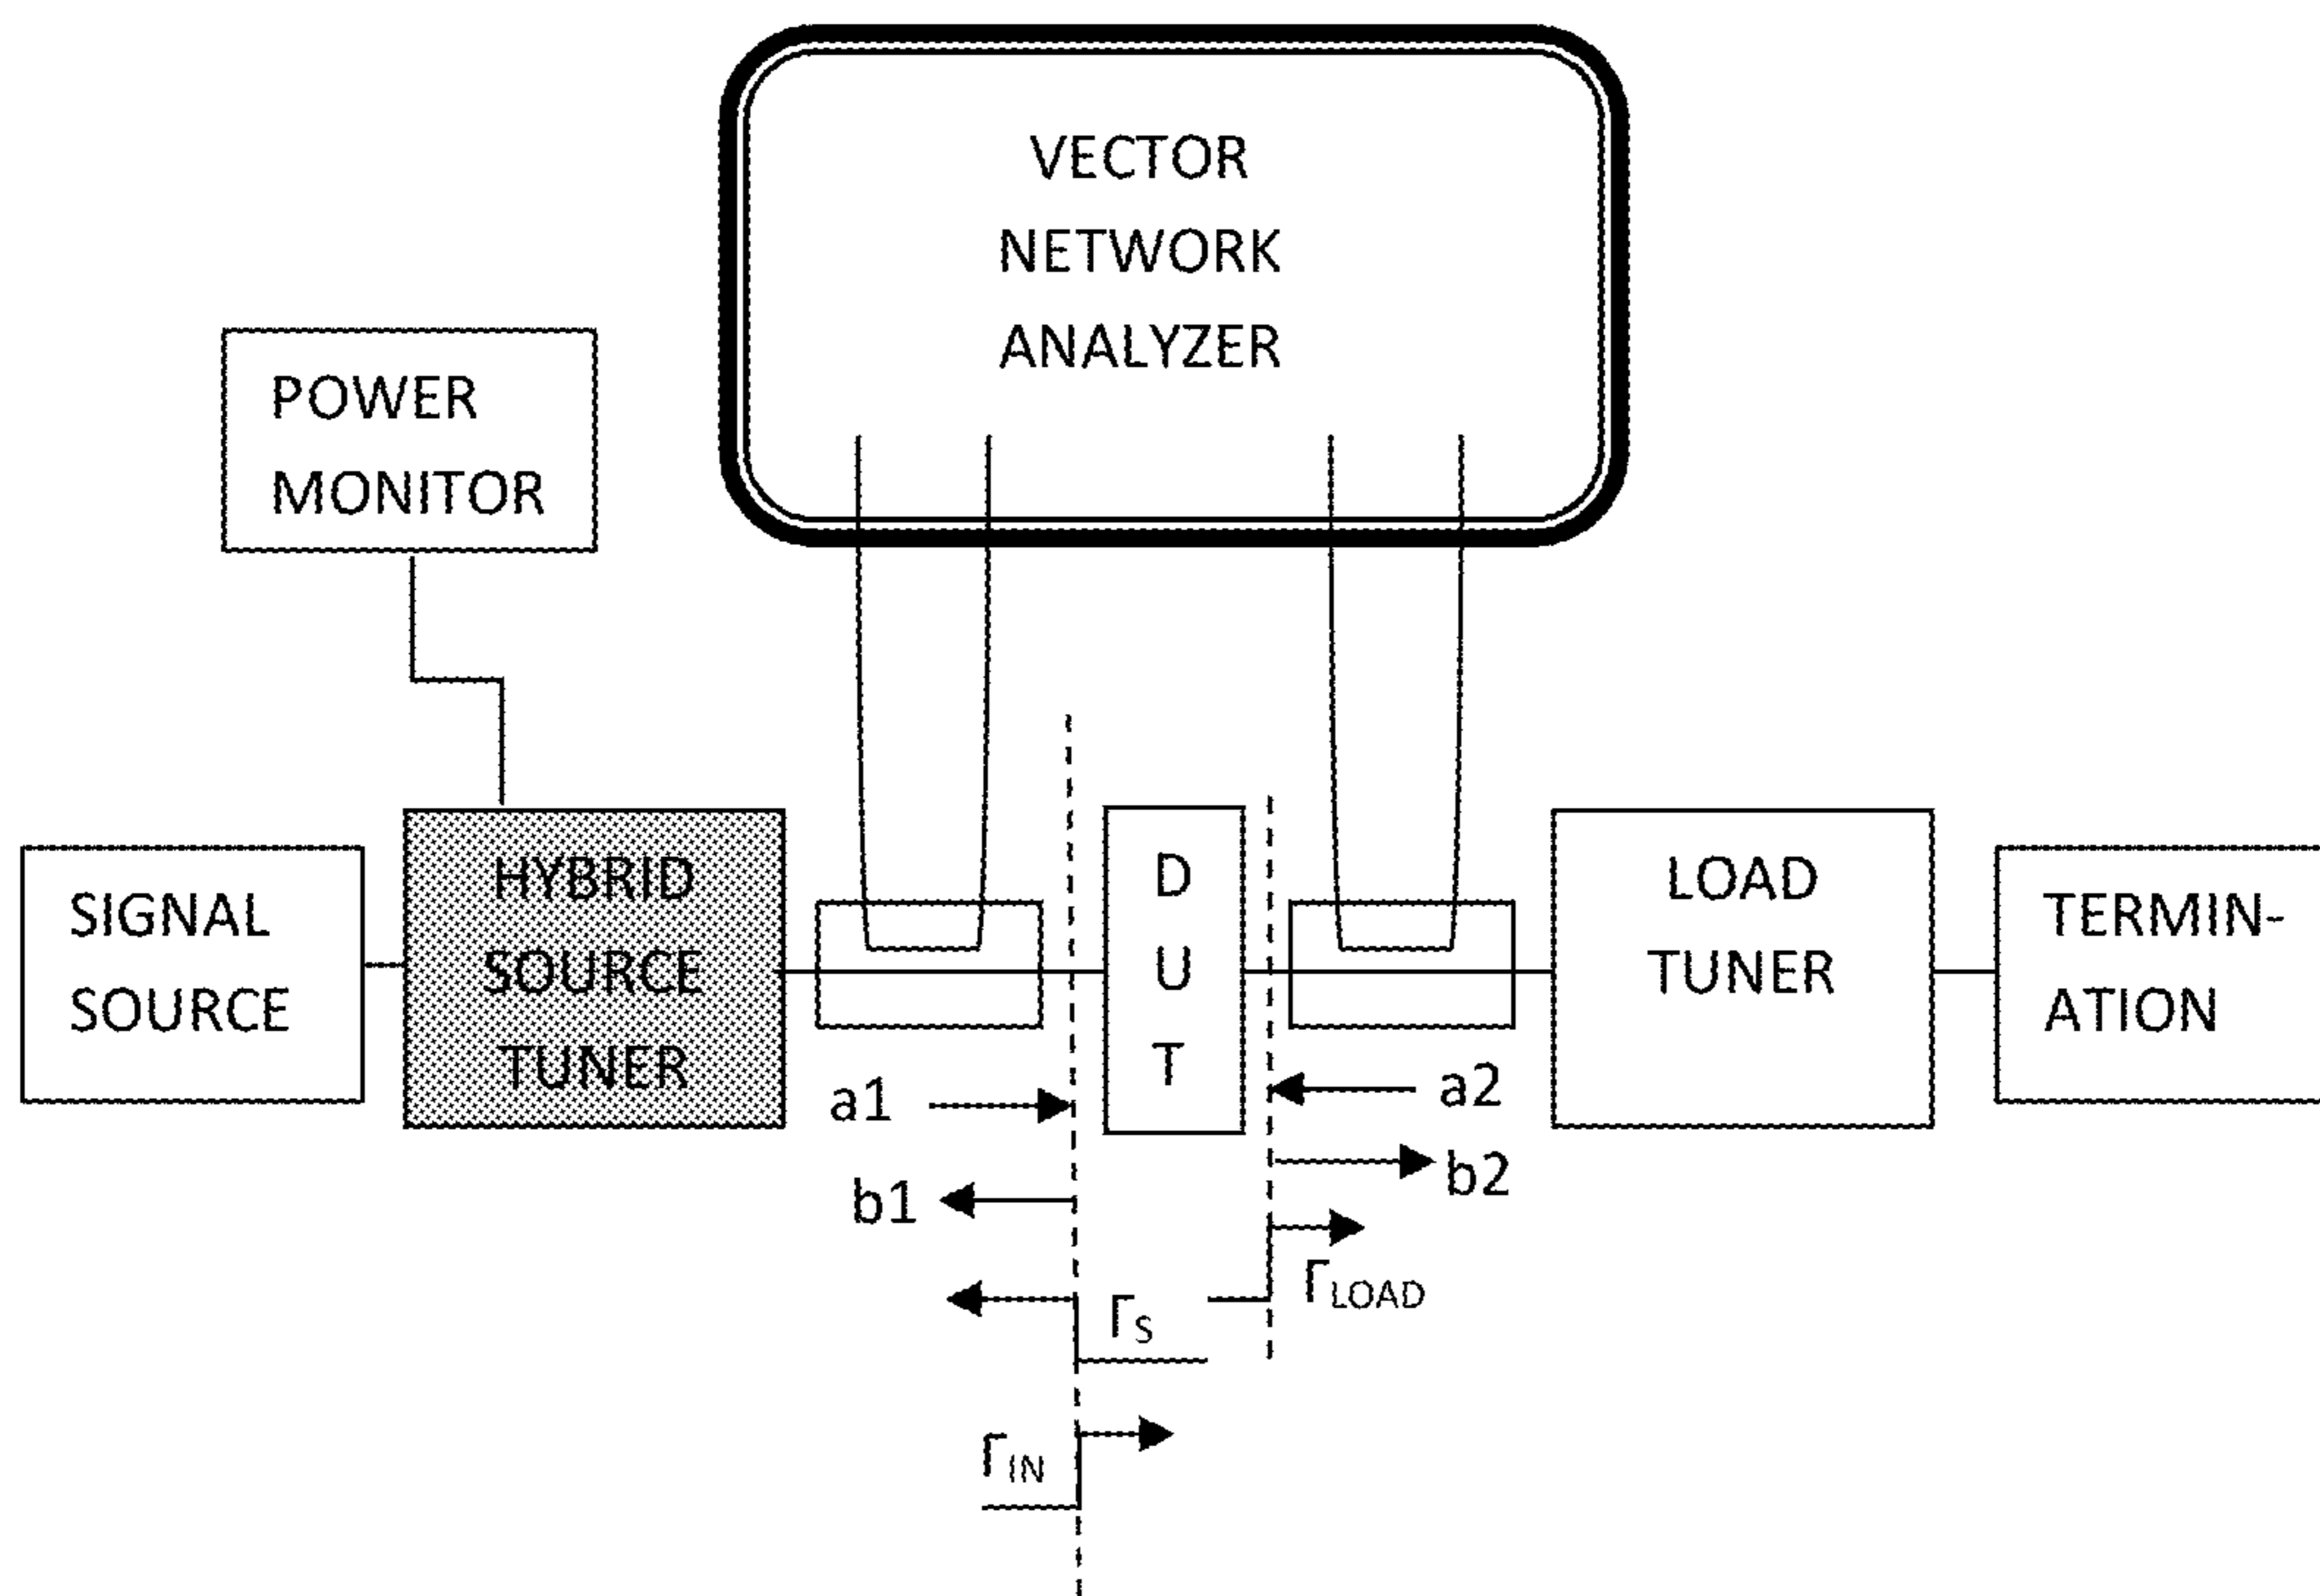 VECTOR
NETWORK
ANALYZER
POWER
MONITOR
SIGNAL
SOURCE
HYBRID
SOURCE
TUNER
D
U
T
LOAD
TUNER
TERMIN-
ATION
a1
a2
b1
b2
ΓLOAD
ΓS
ΓIN